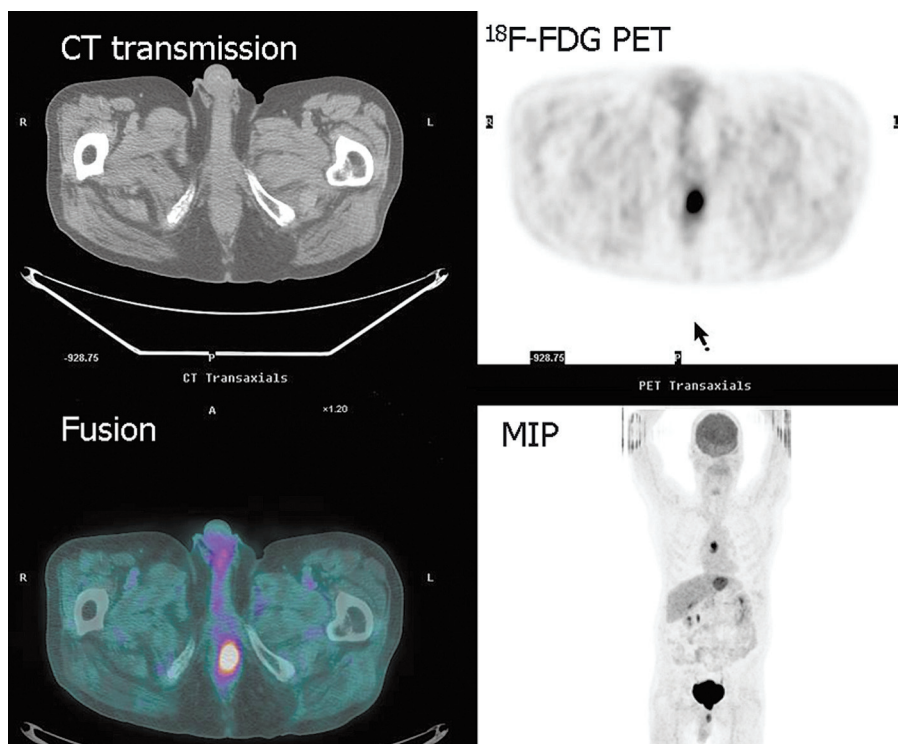 CT transmission
R
L
-928.75
P
CT Transaxials
18F-FDG PET
R
-928.75
P
PET Transaxials
A
×1.20
Fusion
R
L
MIP